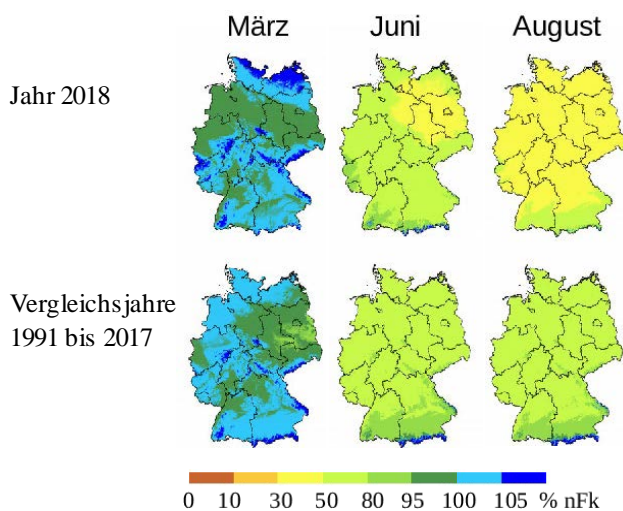 März Juni August
Jahr 2018
Vergleichsjahre
1991 bis 2017
0 10 30 50 80 95 100 105 % nFk